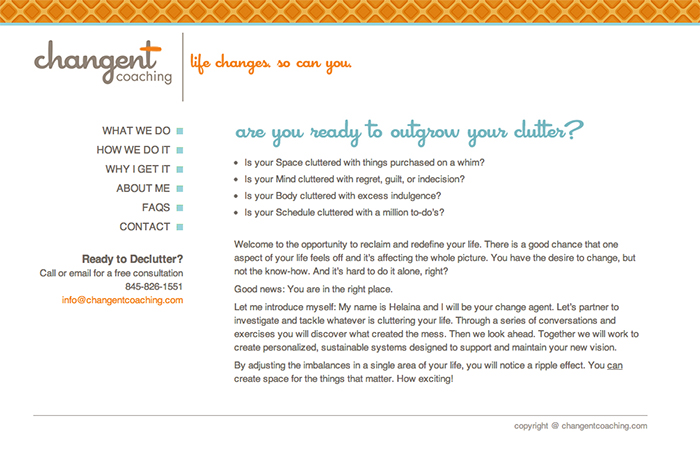 changent
coaching
life changes. so can you.
WHAT WE DO
HOW WE DO IT
WHY I GET IT
ABOUT ME
FAQS
CONTACT
Ready to Declutter?
Call or email for a free consultation
845-826-1551
info@changentcoaching.com
are you ready to outgrow your clutter?
• Is your Space cluttered with things purchased on a whim?
• Is your Mind cluttered with regret, guilt, or indecision?
• Is your Body cluttered with excess indulgence?
• Is your Schedule cluttered with a million to-do's?
Welcome to the opportunity to reclaim and redefine your life. There is a good chance that one
aspect of your life feels off and it's affecting the whole picture. You have the desire to change, but
not the know-how. And it's hard to do it alone, right?
Good news: You are in the right place.
Let me introduce myself: My name is Helaina and I will be your change agent. Let's partner to
investigate and tackle whatever is cluttering your life. Through a series of conversations and
exercises you will discover what created the mess. Then we look ahead. Together we will work to
create personalized, sustainable systems designed to support and maintain your new vision.
By adjusting the imbalances in a single area of your life, you will notice a ripple effect. You can
create space for the things that matter. How exciting!
copyright @ changentcoaching.com